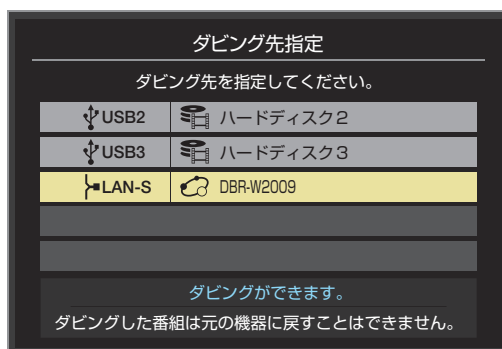 ダビング先指定
ダビング先を指定してください。
USB2 ハードディスク2
USB3 ハードディスク3
LAN-S DBR-W2009
ダビングができます。
ダビングした番組は元の機器に戻すことはできません。